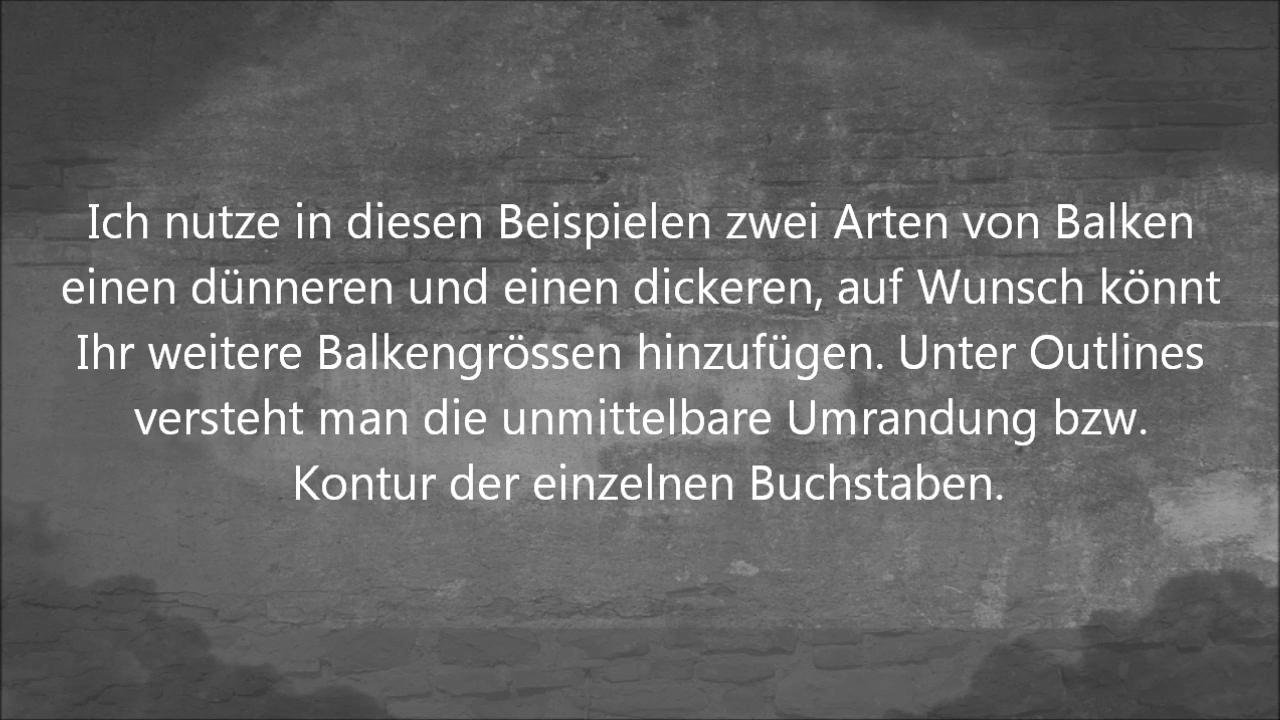 Ich nutze in diesen Beispielen zwei Arten von Balken
einen dünneren und einen dickeren, auf Wunsch könnt
Ihr weitere Balkengrössen hinzufügen. Unter Outlines
versteht man die unmittelbare Umrandung bzw.
Kontur der einzelnen Buchstaben.